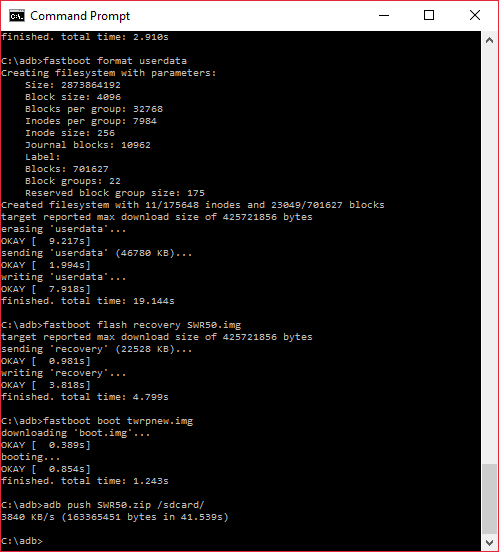 Command Prompt
finished. total time: 2.910s
C:\adb>fastboot format userdata
Creating filesystem with parameters:
Size: 2873864192
Block size: 4096
Blocks per group: 32768
Inodes per group: 7984
Inode size: 256
Journal blocks: 10962
Label:
Blocks: 701627
Block groups: 22
Reserved block group size: 175
Created filesystem with 11/175648 inodes and 23049/701627 blocks
target reported max download size of 425721856 bytes
erasing 'userdata'...
OKAY [  9.217s]
sending 'userdata' (46780 KB)...
OKAY [  1.994s]
writing 'userdata'...
OKAY [  7.918s]
finished. total time: 19.144s
C:\adb>fastboot flash recovery SWR50.img
target reported max download size of 425721856 bytes
sending 'recovery' (22528 KB)...
OKAY [  0.981s]
writing 'recovery'...
OKAY [  3.818s]
finished. total time: 4.799s
C:\adb>fastboot boot twrpnew.img
downloading 'boot.img'...
OKAY [  0.389s]
booting...
OKAY [  0.854s]
finished. total time: 1.243s
C:\adb>adb push SWR50.zip /sdcard/
3840 KB/s (163365451 bytes in 41.539s)
C:\adb>